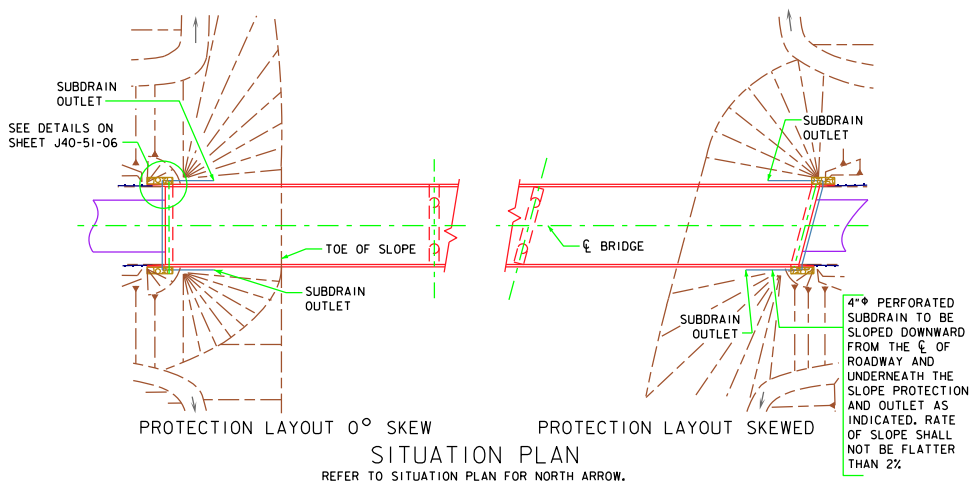 SUBDRAIN
OUTLET
SEE DETAILS ON
SHEET J40-51-06
SUBDRAIN
OUTLET
TOE OF SLOPE
℄ BRIDGE
SUBDRAIN
OUTLET
SUBDRAIN
OUTLET
4"Φ PERFORATED
SUBDRAIN TO BE
SLOPED DOWNWARD
FROM THE ℄ OF
ROADWAY AND
UNDERNEATH THE
SLOPE PROTECTION
AND OUTLET AS
INDICATED. RATE
OF SLOPE SHALL
NOT BE FLATTER
THAN 2%
PROTECTION LAYOUT 0° SKEW
PROTECTION LAYOUT SKEWED
SITUATION PLAN
REFER TO SITUATION PLAN FOR NORTH ARROW.